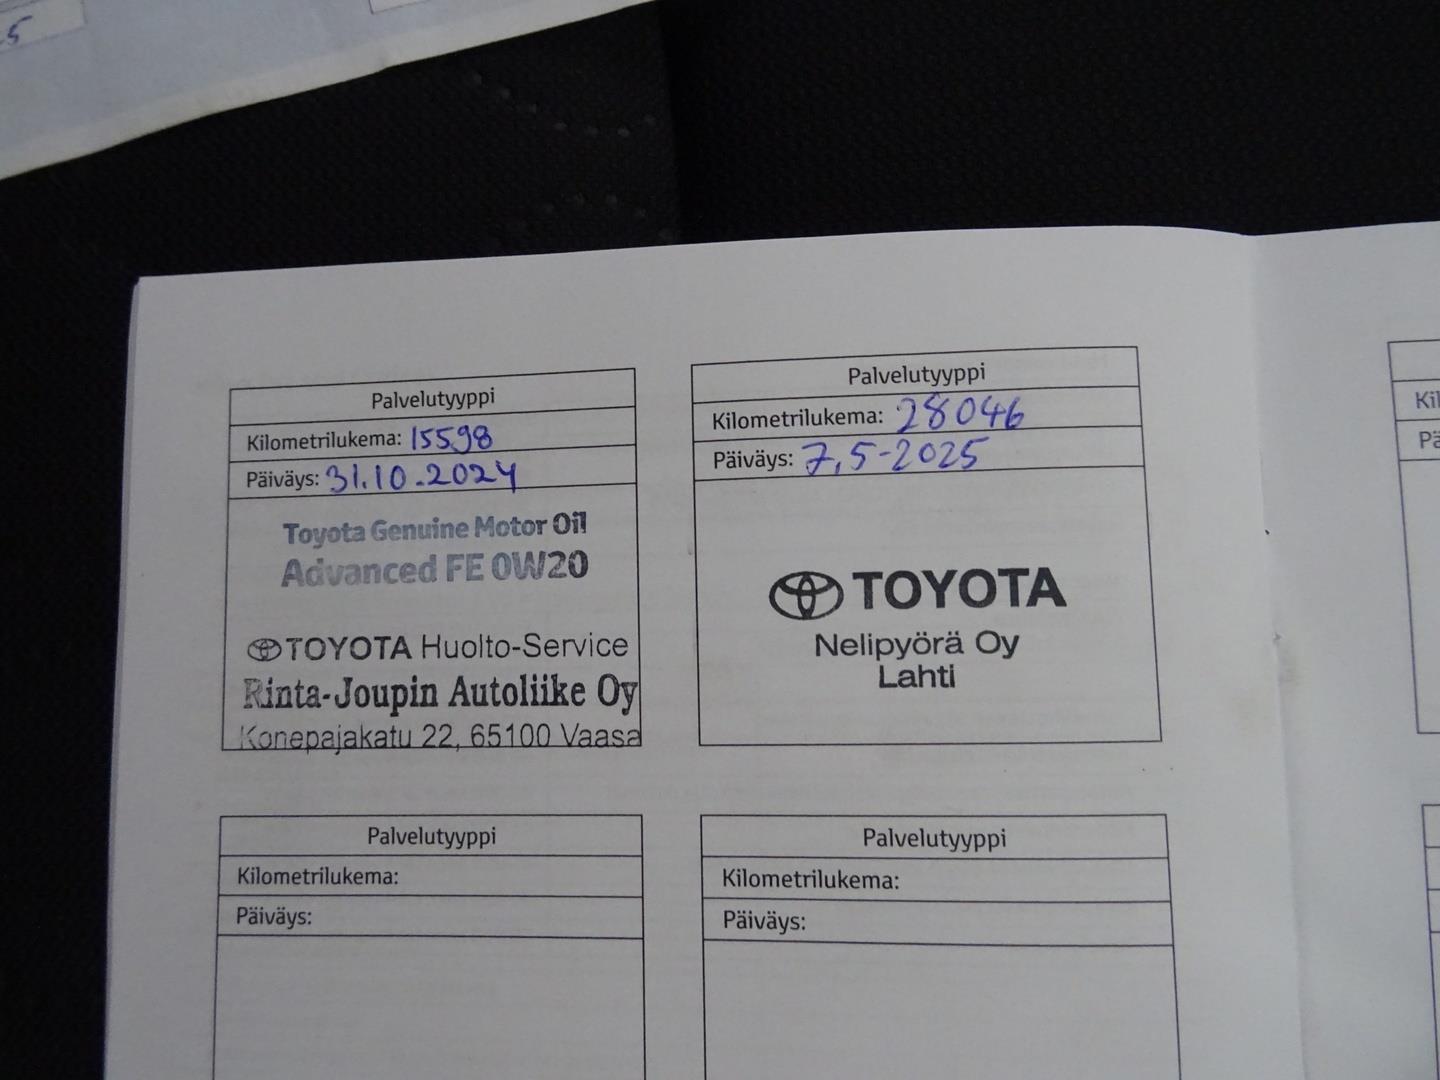 Palvelutyyppi
Kilometrilukema: 15598
Päiväys: 31.10.2024
Toyota Genuine Motor Oil
Advanced FE 0W20
TOYOTA Huolto-Service
Rinta-Joupin Autoliike Oy
Konepajakatu 22, 65100 Vaasa
Palvelutyyppi
Kilometrilukema: 28046
Päiväys: 7,5-2025
TOYOTA
Nelipyörä Oy
Lahti
Palvelutyyppi
Kilometrilukema:
Päiväys:
Palvelutyyppi
Kilometrilukema:
Päiväys: